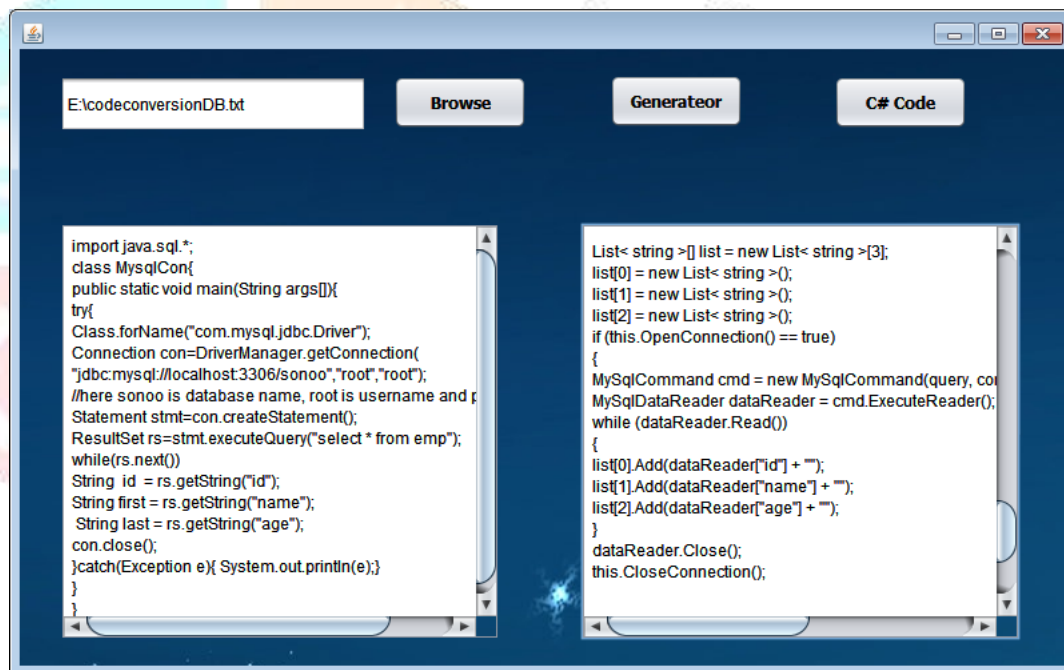 E:\codeconversionDB.txt
Browse
Generateor
C# Code
import java.sql.*;
class MysqlCon{
public static void main(String args[]){
try{
Class.forName("com.mysql.jdbc.Driver");
Connection con=DriverManager.getConnection(
"jdbc:mysql://localhost:3306/sonoo","root","root");
//here sonoo is database name, root is username and
Statement stmt=con.createStatement();
ResultSet rs=stmt.executeQuery("select * from emp");
while(rs.next())
String  id  = rs.getString("id");
String first = rs.getString("name");
String last = rs.getString("age");
con.close();
}catch(Exception e){ System.out.println(e);}
}
}
List< string >[] list = new List< string >[3];
list[0] = new List< string >();
list[1] = new List< string >();
list[2] = new List< string >();
if (this.OpenConnection() == true)
{
MySqlCommand cmd = new MySqlCommand(query,
MySqlDataReader dataReader = cmd.ExecuteReader();
while (dataReader.Read())
{
list[0].Add(dataReader["id"] + "");
list[1].Add(dataReader["name"] + "");
list[2].Add(dataReader["age"] + "");
}
dataReader.Close();
this.CloseConnection();